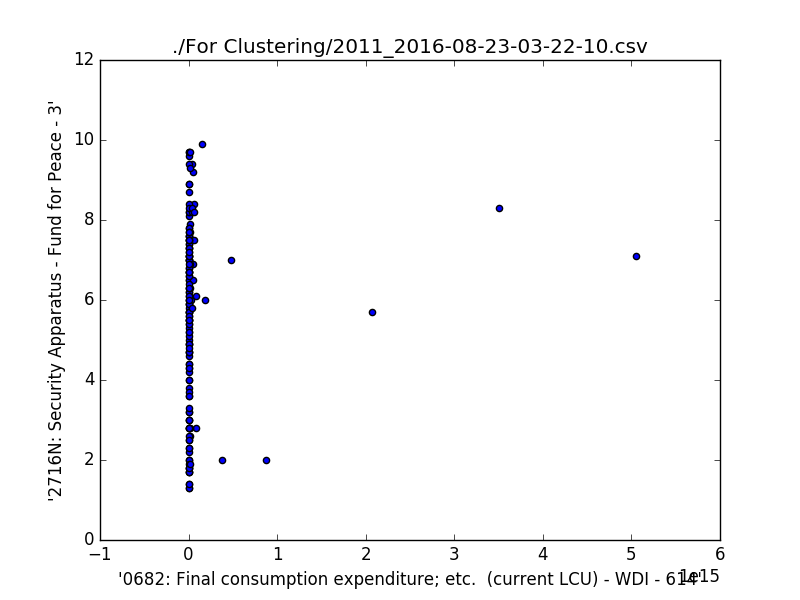 ./For Clustering/2011_2016-08-23-03-22-10.csv
12
10
8
6
4
2
0
'2716N: Security Apparatus - Fund for Peace - 3'
−1 0 1 2 3 4 5 6
1e15
'0682: Final consumption expenditure; etc.  (current LCU) - WDI - 614'